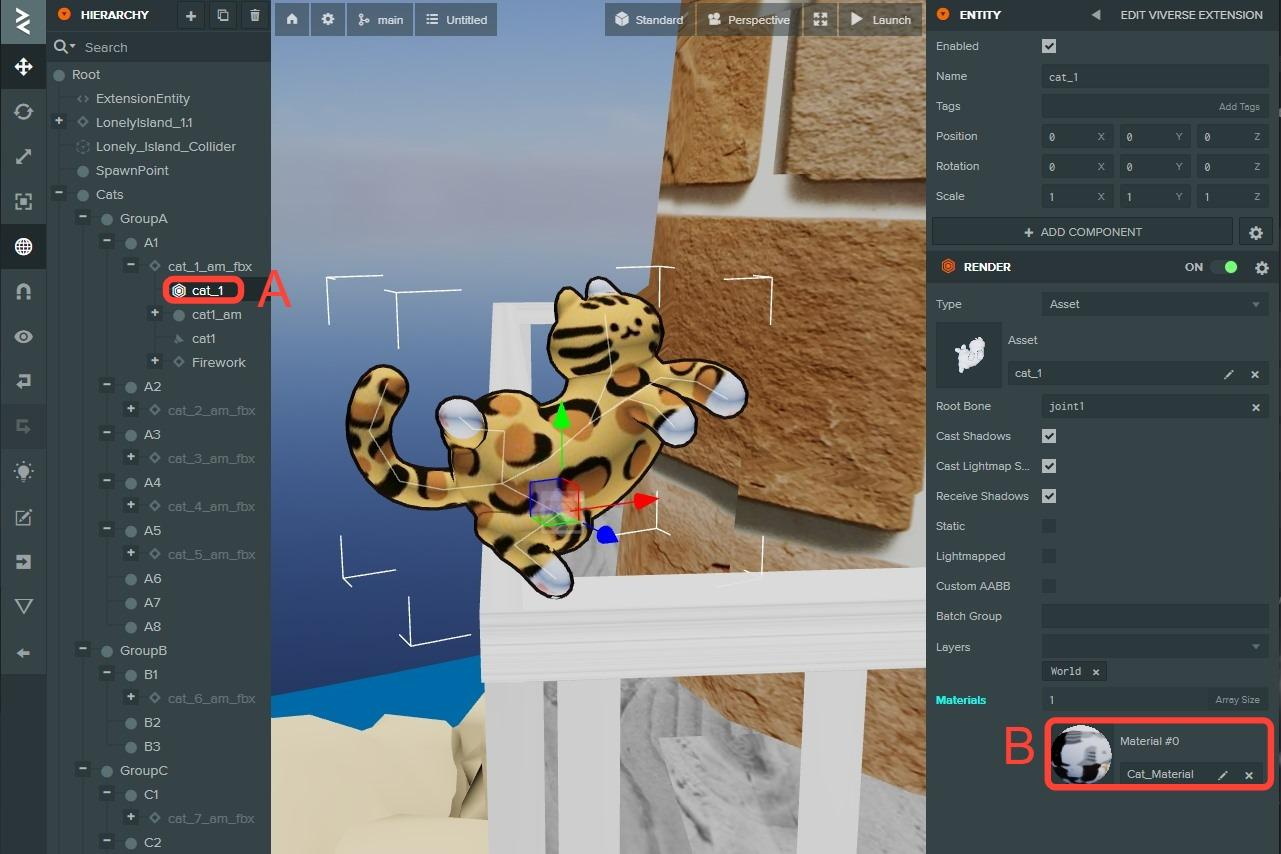 HIERARCHY
Search
Root
ExtensionEntity
LonelyIsland_1.1
Lonely_Island_Collider
SpawnPoint
Cats
GroupA
A1
cat_1_am_fbx
cat_1
A
cat1_am
cat1
Firework
A2
cat_2_am_fbx
A3
cat_3_am_fbx
A4
cat_4_am_fbx
A5
cat_5_am_fbx
A6
A7
A8
GroupB
B1
cat_6_am_fbx
B2
B3
GroupC
C1
cat_7_am_fbx
C2
main
Untitled
Standard
Perspective
Launch
ENTITY
EDIT VIVERSE EXTENSION
Enabled
Name cat_1
Tags Add Tags
Position 0 X 0 Y 0 Z
Rotation 0 X 0 Y 0 Z
Scale 1 X 1 Y 1 Z
ADD COMPONENT
RENDER ON
Type Asset
Asset
cat_1
Root Bone joint1
Cast Shadows
Cast Lightmap S...
Receive Shadows
Static
Lightmapped
Custom AABB
Batch Group
Layers
World
Materials 1 Array Size
B
Material #0
Cat_Material